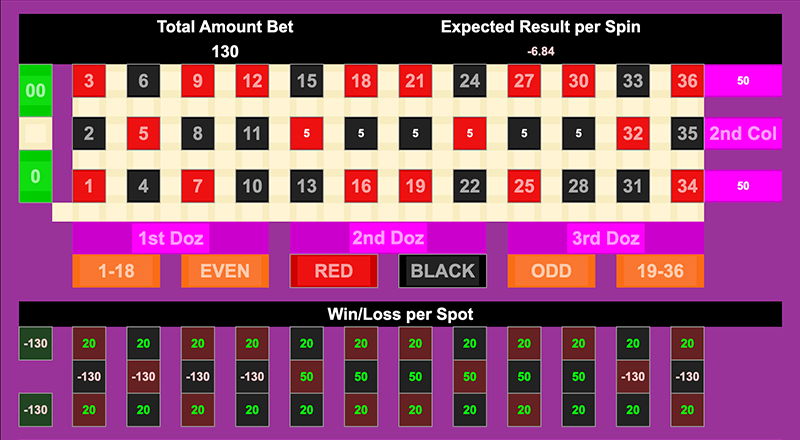 Total Amount Bet Expected Result per Spin
130 -6.84
00 3 6 9 12 15 18 21 24 27 30 33 36 50
2 5 8 11 5 5 5 5 5 5 32 35 2nd Col
0 1 4 7 10 13 16 19 22 25 28 31 34 50
1st Doz 2nd Doz 3rd Doz
1-18 EVEN RED BLACK ODD 19-36
Win/Loss per Spot
-130 20 20 20 20 20 20 20 20 20 20 20 20
-130 -130 -130 -130 50 50 50 50 50 50 -130 -130
-130 20 20 20 20 20 20 20 20 20 20 20 20